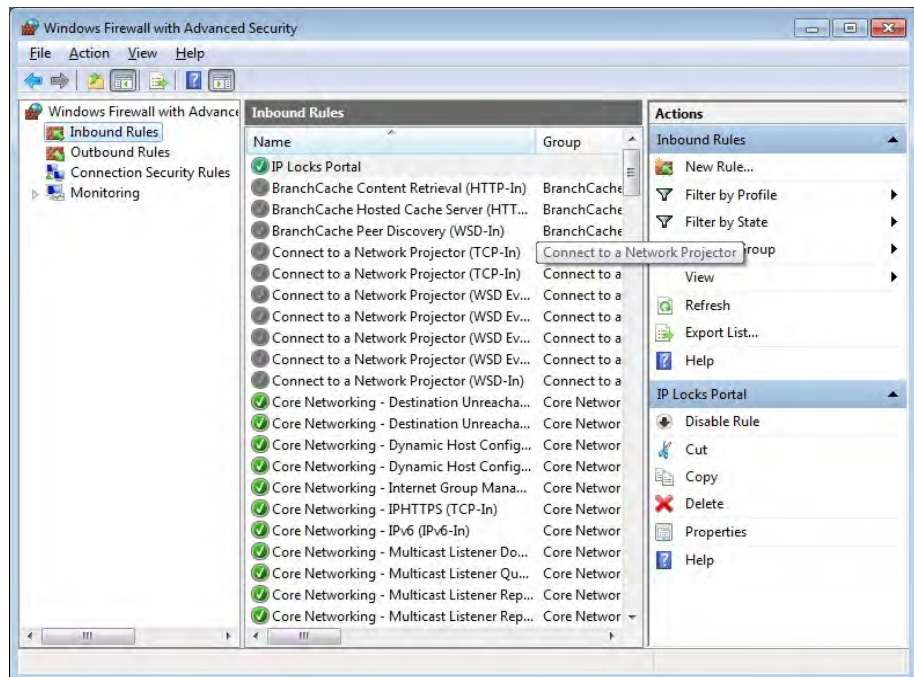 Windows Firewall with Advanced Security
File Action View Help
Windows Firewall with Advance
Inbound Rules
Outbound Rules
Connection Security Rules
Monitoring
Inbound Rules
Name Group
IP Locks Portal
BranchCache Content Retrieval (HTTP-In) BranchCache
BranchCache Hosted Cache Server (HTT... BranchCache
BranchCache Peer Discovery (WSD-In) BranchCache
Connect to a Network Projector (TCP-In) Connect to a Network Projector
Connect to a Network Projector (TCP-In) Connect to a
Connect to a Network Projector (WSD Ev... Connect to a
Connect to a Network Projector (WSD Ev... Connect to a
Connect to a Network Projector (WSD Ev... Connect to a
Connect to a Network Projector (WSD Ev... Connect to a
Connect to a Network Projector (WSD-In) Connect to a
Core Networking - Destination Unreacha... Core Networ
Core Networking - Destination Unreacha... Core Networ
Core Networking - Dynamic Host Config... Core Networ
Core Networking - Dynamic Host Config... Core Networ
Core Networking - Internet Group Mana... Core Networ
Core Networking - IPHTTPS (TCP-In) Core Networ
Core Networking - IPv6 (IPv6-In) Core Networ
Core Networking - Multicast Listener Do... Core Networ
Core Networking - Multicast Listener Qu... Core Networ
Core Networking - Multicast Listener Rep... Core Networ
Core Networking - Multicast Listener Rep... Core Networ
Actions
Inbound Rules
New Rule...
Filter by Profile
Filter by State
roup
View
Refresh
Export List...
Help
IP Locks Portal
Disable Rule
Cut
Copy
Delete
Properties
Help